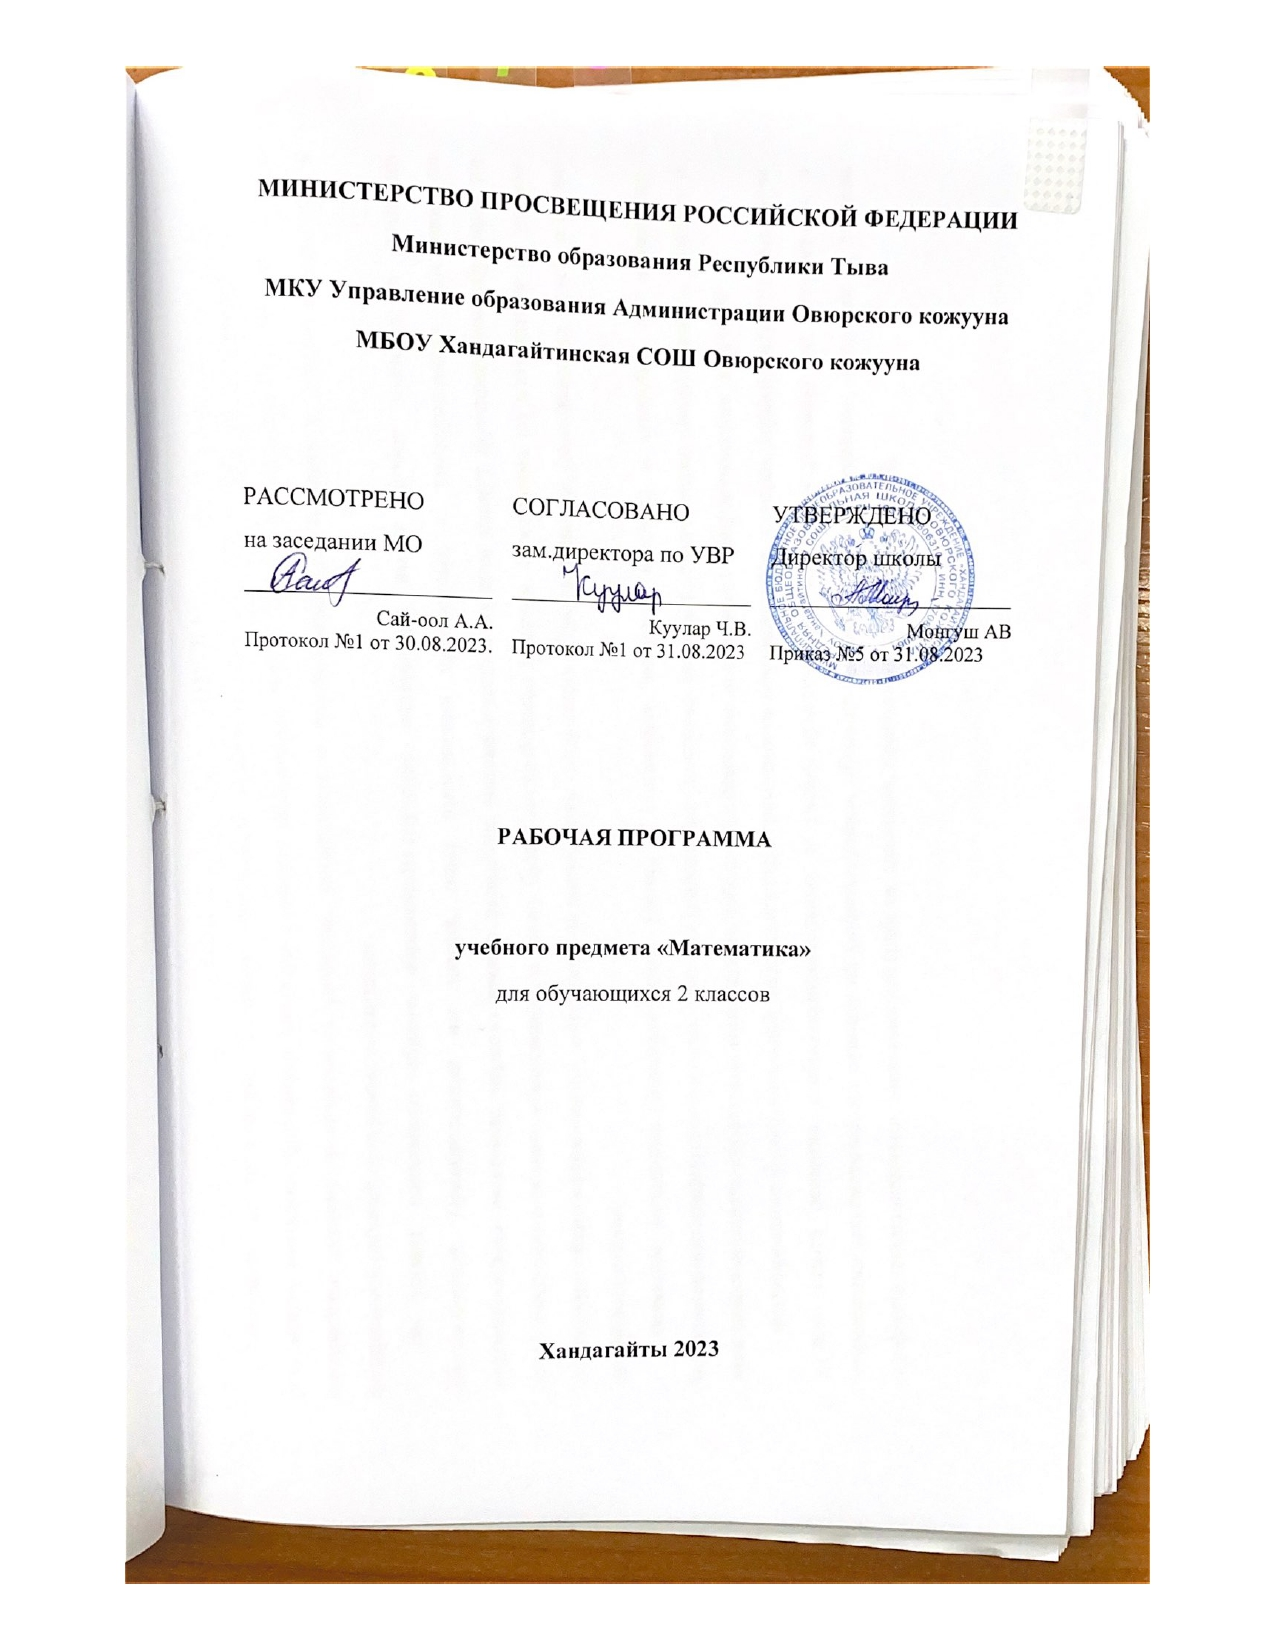 МИНИСТЕРСТВО ПРОСВЕЩЕНИЯ РОССИЙСКОЙ ФЕДЕРАЦИИ
Министерство образования Республики Тыва
МКУ Управление образования Администрации Овюрского кожууна
МБОУ Хандагайтинская СОШ Овюрского кожууна
РАССМОТРЕНО
на заседании МО
Сай-оол А.А.
Протокол №1 от 30.08.2023.
СОГЛАСОВАНО
зам.директора по УВР
Куулар
Куулар Ч.В.
Протокол №1 от 31.08.2023
УТВЕРЖДЕНО
Директор школы
Монгуш АВ
Приказ №5 от 31.08.2023
РАБОЧАЯ ПРОГРАММА
учебного предмета «Математика»
для обучающихся 2 классов
Хандагайты 2023